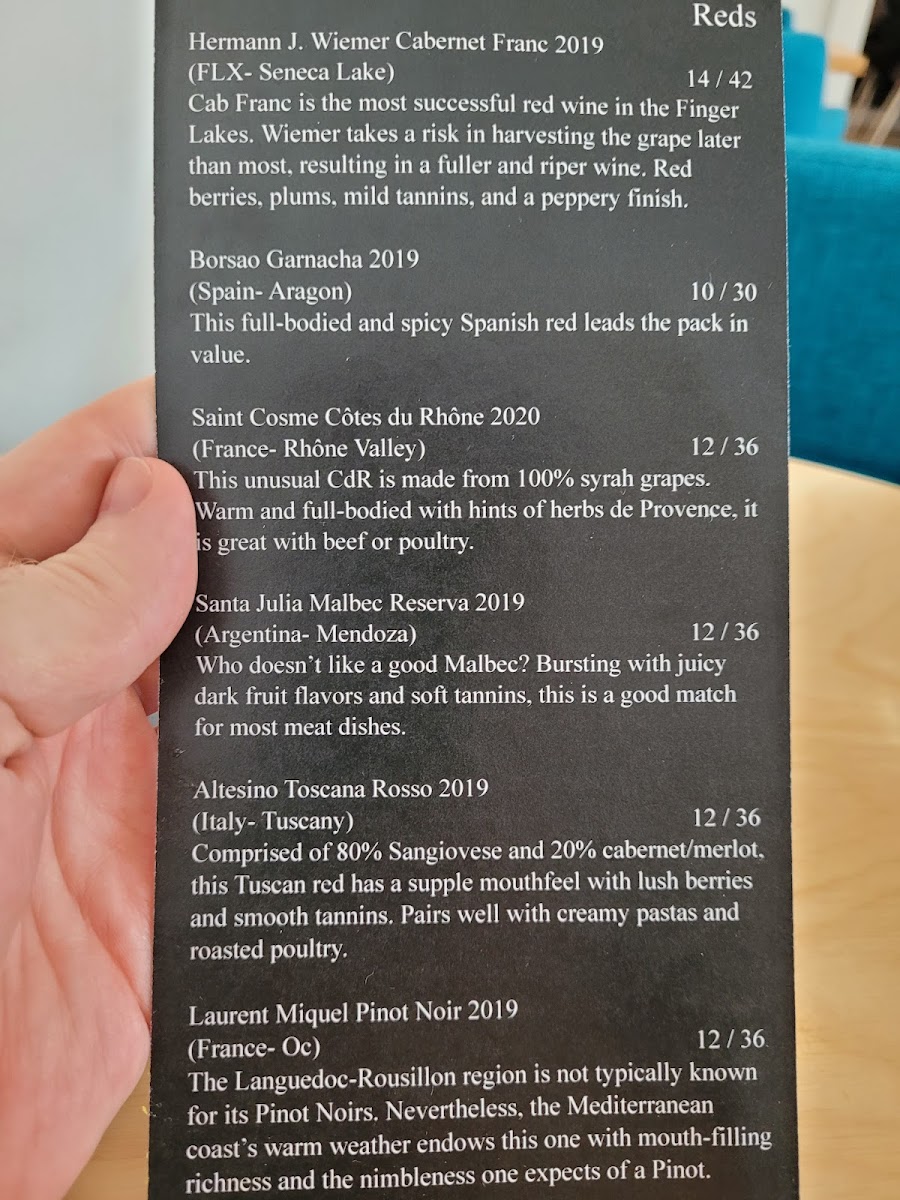 Reds
Hermann J. Wiemer Cabernet Franc 2019
(FLX- Seneca Lake) 14 / 42
Cab Franc is the most successful red wine in the Finger
Lakes. Wiemer takes a risk in harvesting the grape later
than most, resulting in a fuller and riper wine. Red
berries, plums, mild tannins, and a peppery finish.
Borsao Garnacha 2019
(Spain- Aragon) 10 / 30
This full-bodied and spicy Spanish red leads the pack in
value.
Saint Cosme Côtes du Rhône 2020
(France- Rhône Valley) 12 / 36
This unusual CdR is made from 100% syrah grapes.
Warm and full-bodied with hints of herbs de Provence, it
is great with beef or poultry.
Santa Julia Malbec Reserva 2019
(Argentina- Mendoza) 12 / 36
Who doesn't like a good Malbec? Bursting with juicy
dark fruit flavors and soft tannins, this is a good match
for most meat dishes.
Altesino Toscana Rosso 2019
(Italy- Tuscany) 12 / 36
Comprised of 80% Sangiovese and 20% cabernet/merlot,
this Tuscan red has a supple mouthfeel with lush berries
and smooth tannins. Pairs well with creamy pastas and
roasted poultry.
Laurent Miquel Pinot Noir 2019
(France- Oc) 12 / 36
The Languedoc-Rousillon region is not typically known
for its Pinot Noirs. Nevertheless, the Mediterranean
coast's warm weather endows this one with mouth-filling
richness and the nimbleness one expects of a Pinot.